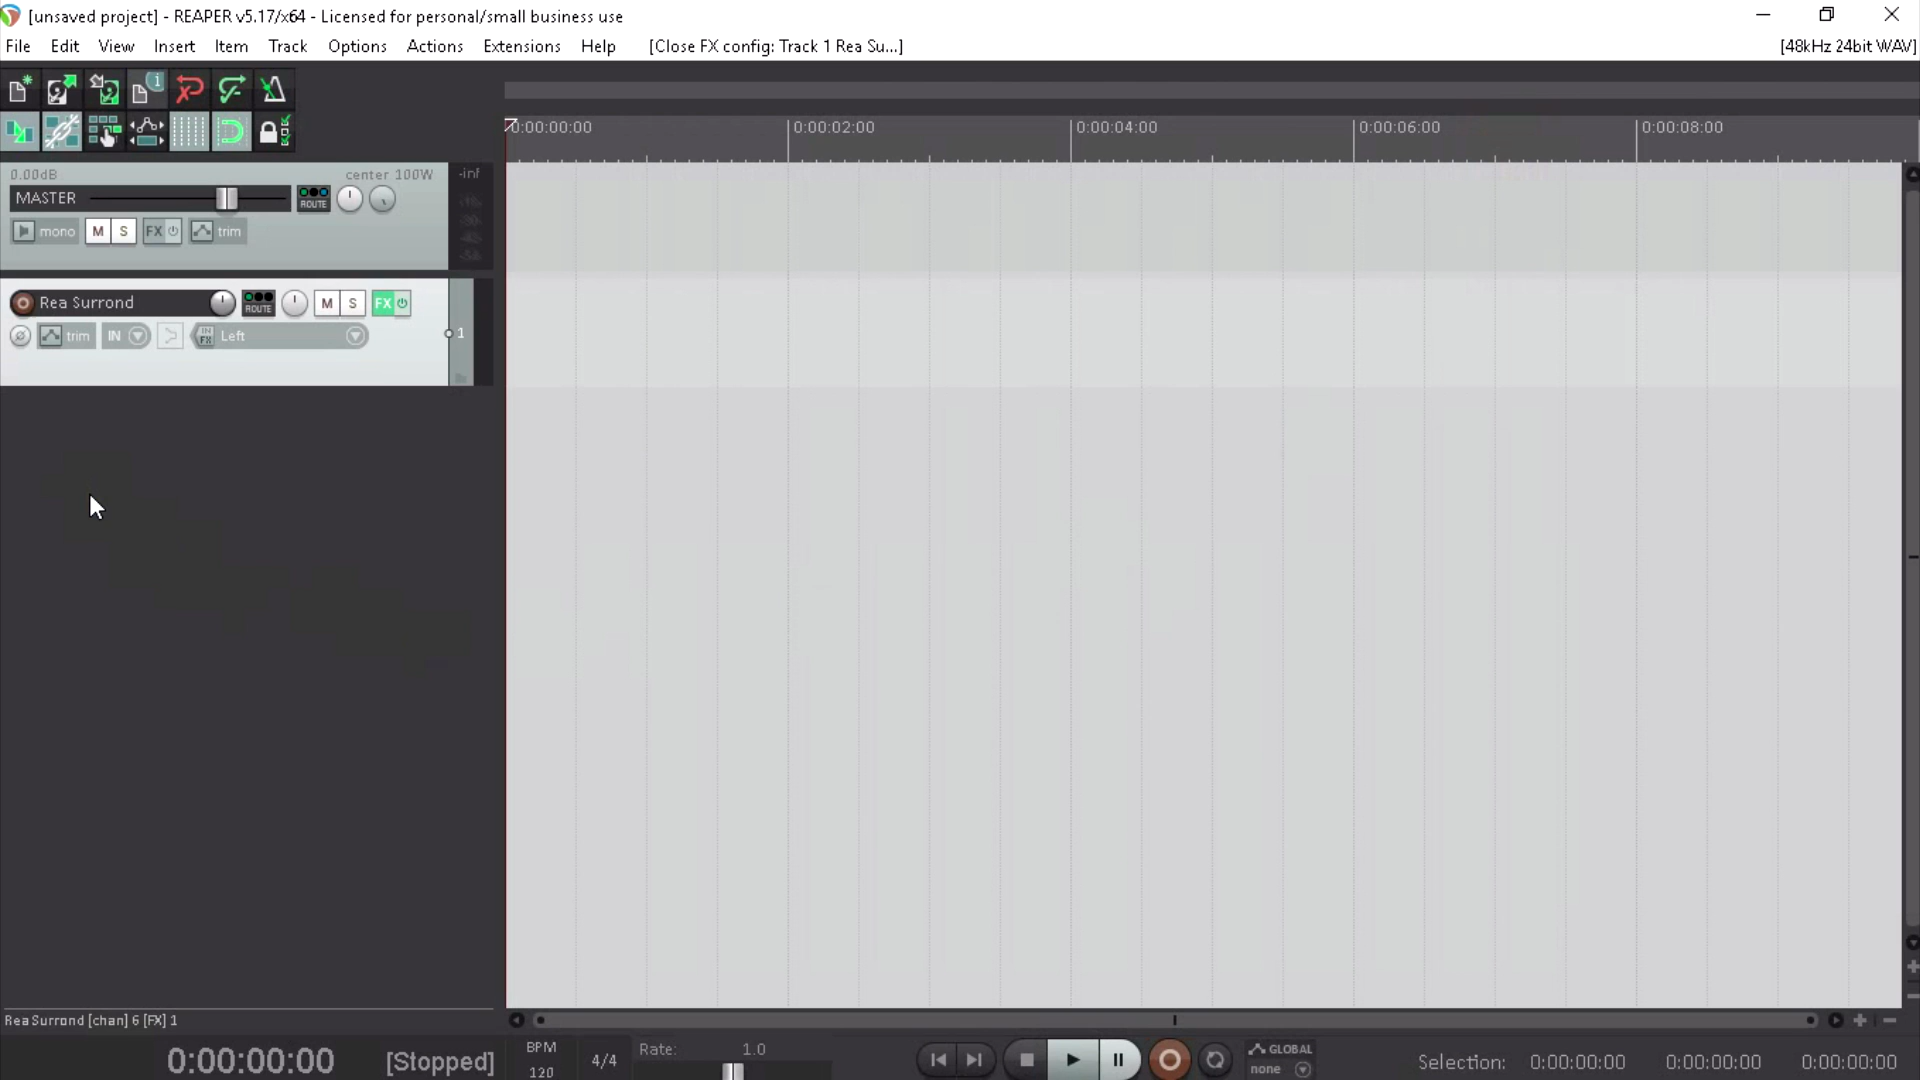 [unsaved project] - REAPER v5.17/x64 - Licensed for personal/small business use
File Edit View Insert Item Track Options Actions Extensions Help [Close FX config: Track 1 Rea Su...] [48kHz 24bit WAV]
0:00:00:00 0:00:02:00 0:00:04:00 0:00:06:00 0:00:08:00
0.00dB center 100W -inf
MASTER ROUTE
mono M S FX trim
Rea Surrond ROUTE M S FX
trim IN IN FX Left 1
Rea Surrond [chan] 6 [FX] 1
0:00:00:00 [Stopped] BPM 120 4/4 Rate: 1.0 GLOBAL none Selection: 0:00:00:00 0:00:00:00 0:00:00:00